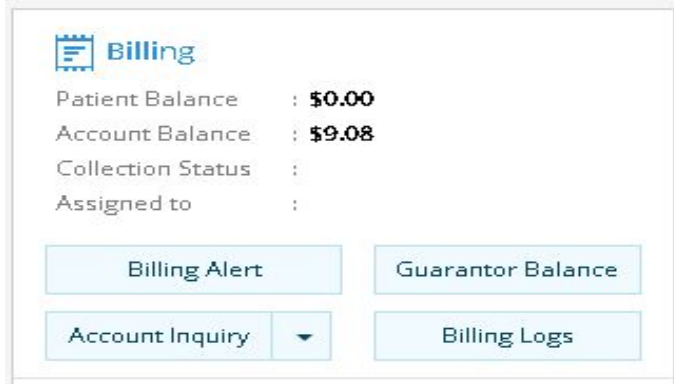 Billing
Patient Balance : $0.00
Account Balance : $9.08
Collection Status :
Assigned to :
Billing Alert Guarantor Balance
Account Inquiry Billing Logs